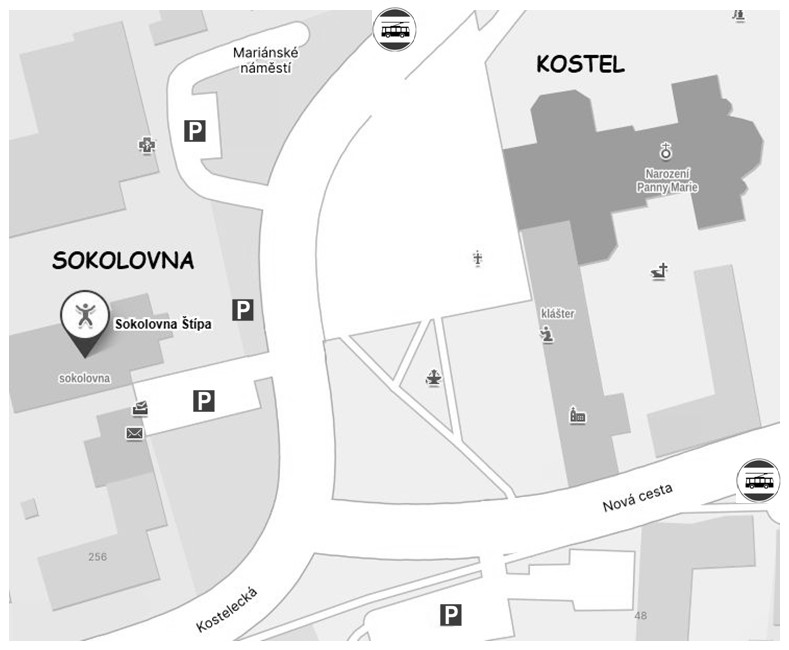 Mariánské
náměstí
KOSTEL
P
Narození
Panny Marie
SOKOLOVNA
P
klášter
Sokolovna Štípa
sokolovna
P
Nová cesta
256
Kostelecká
P
48